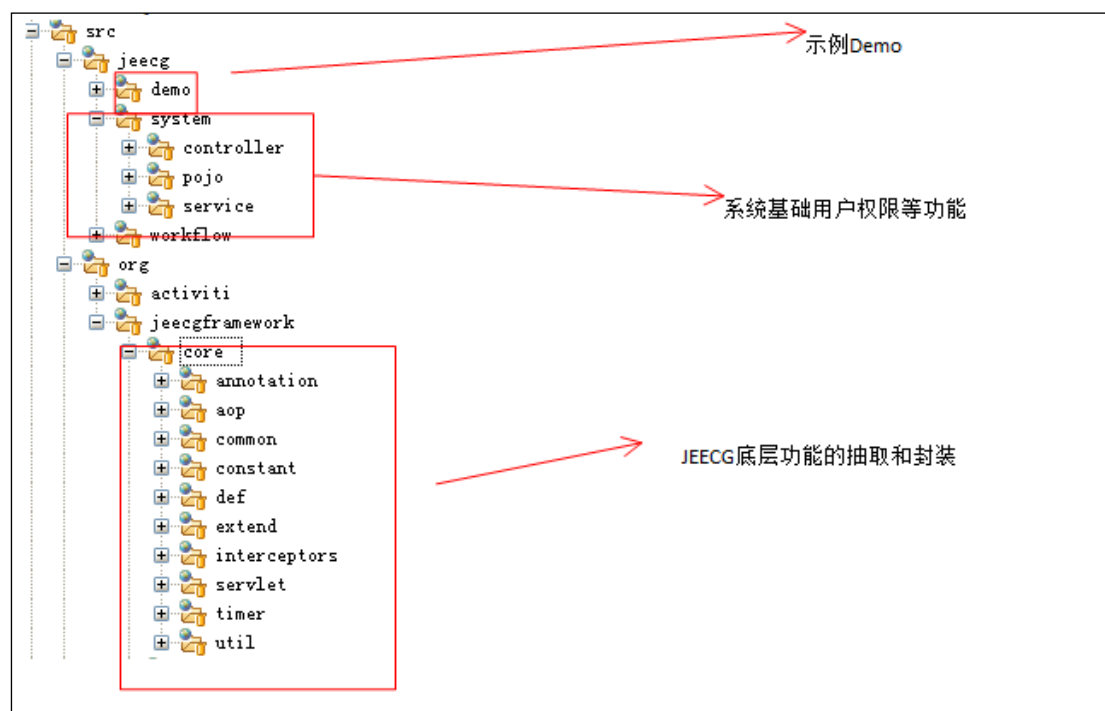 src
jeecg
示例Demo
demo
system
controller
pojo
系统基础用户权限等功能
service
workflow
org
activiti
jeecgframework
core
annotation
aop
common
JEECG底层功能的抽取和封装
constant
def
extend
interceptors
servlet
timer
util